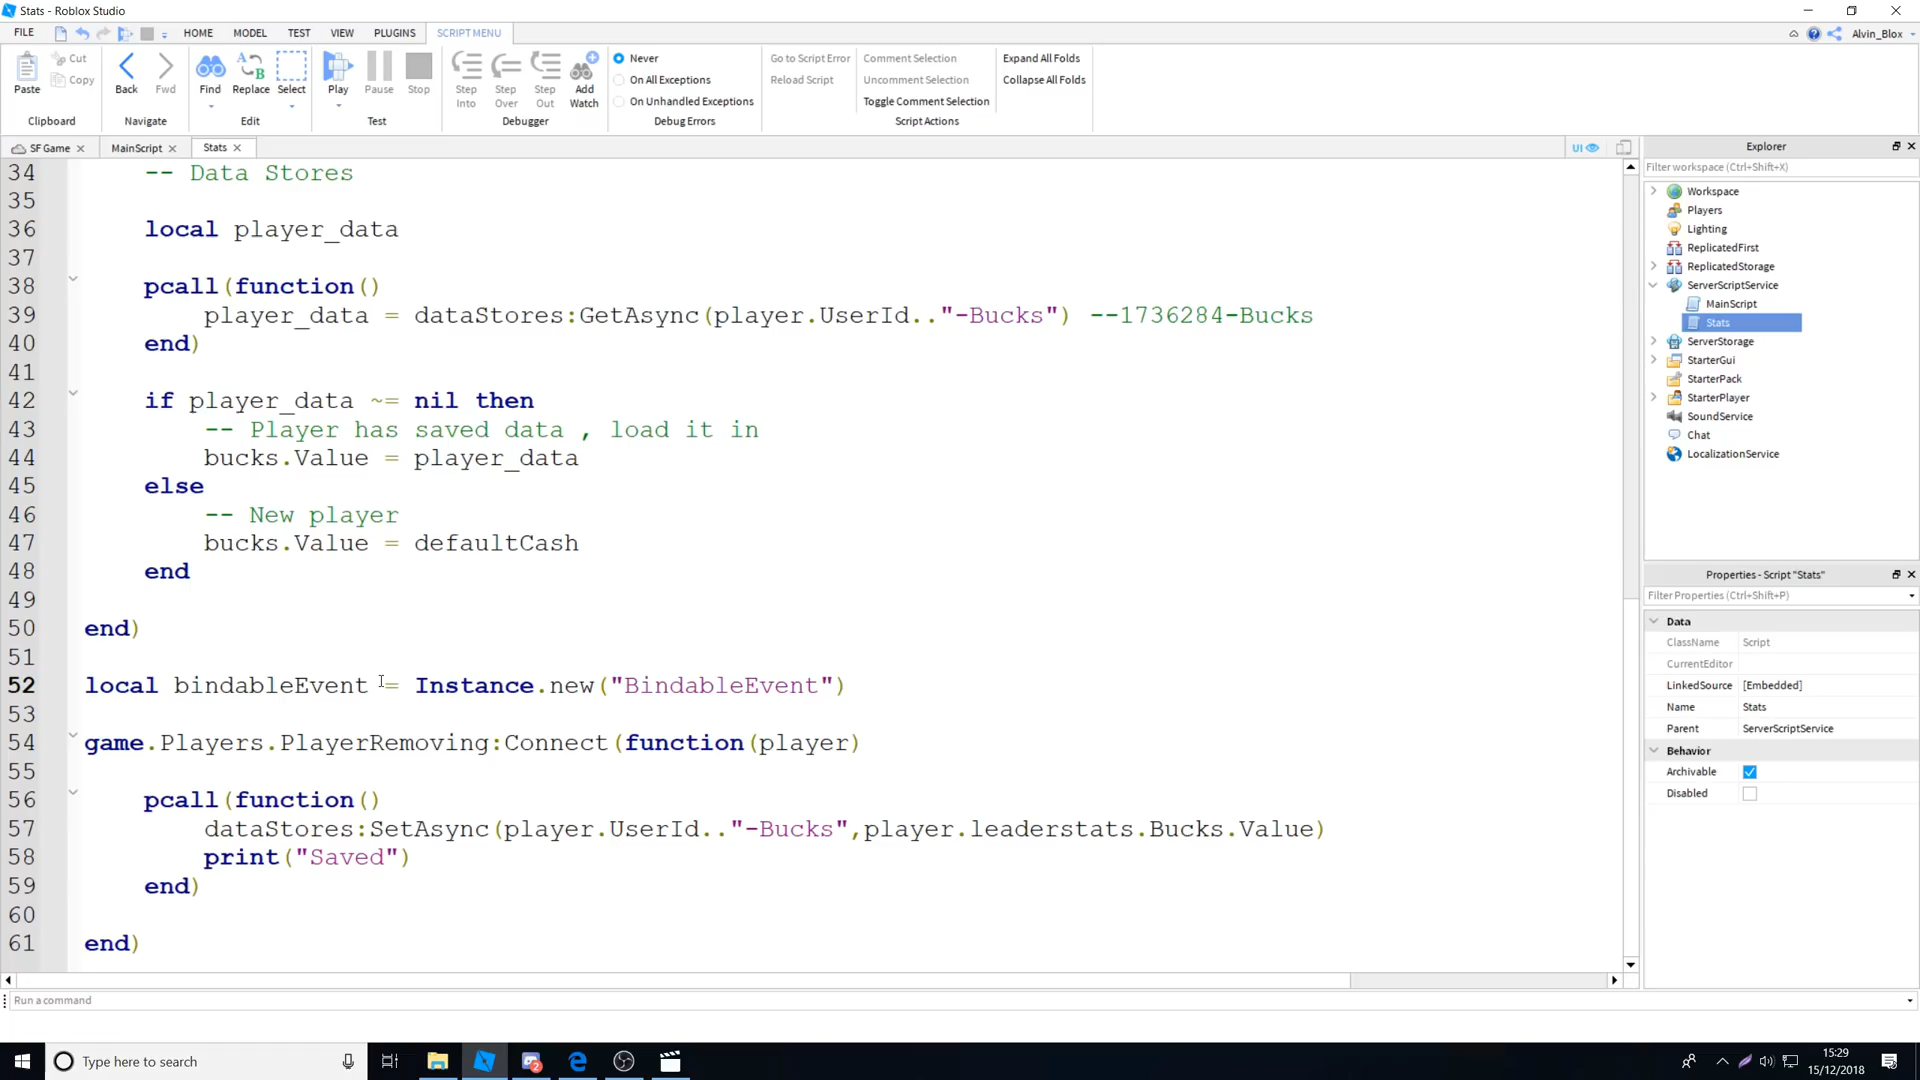 Stats - Roblox Studio
FILE HOME MODEL TEST VIEW PLUGINS SCRIPT MENU Alvin_Blox
Paste Cut Copy Back Fwd Find Replace Select Play Pause Stop Step Into Step Over Step Out Add Watch
Never
On All Exceptions
On Unhandled Exceptions
Go to Script Error
Reload Script
Comment Selection
Uncomment Selection
Toggle Comment Selection
Expand All Folds
Collapse All Folds
Clipboard Navigate Edit Test Debugger Debug Errors Script Actions
SF Game MainScript Stats UI
34 -- Data Stores
35
36 local player_data
37
38 pcall(function()
39 player_data = dataStores:GetAsync(player.UserId.."-Bucks") --1736284-Bucks
40 end)
41
42 if player_data ~= nil then
43 -- Player has saved data , load it in
44 bucks.Value = player_data
45 else
46 -- New player
47 bucks.Value = defaultCash
48 end
49
50 end)
51
52 local bindableEvent = Instance.new("BindableEvent")
53
54 game.Players.PlayerRemoving:Connect(function(player)
55
56 pcall(function()
57 dataStores:SetAsync(player.UserId.."-Bucks",player.leaderstats.Bucks.Value)
58 print("Saved")
59 end)
60
61 end)
Explorer
Filter workspace (Ctrl+Shift+X)
Workspace
Players
Lighting
ReplicatedFirst
ReplicatedStorage
ServerScriptService
MainScript
Stats
ServerStorage
StarterGui
StarterPack
StarterPlayer
SoundService
Chat
LocalizationService
Properties - Script "Stats"
Filter Properties (Ctrl+Shift+P)
Data
ClassName Script
CurrentEditor
LinkedSource [Embedded]
Name Stats
Parent ServerScriptService
Behavior
Archivable
Disabled
Run a command
Type here to search
2
15:29
15/12/2018